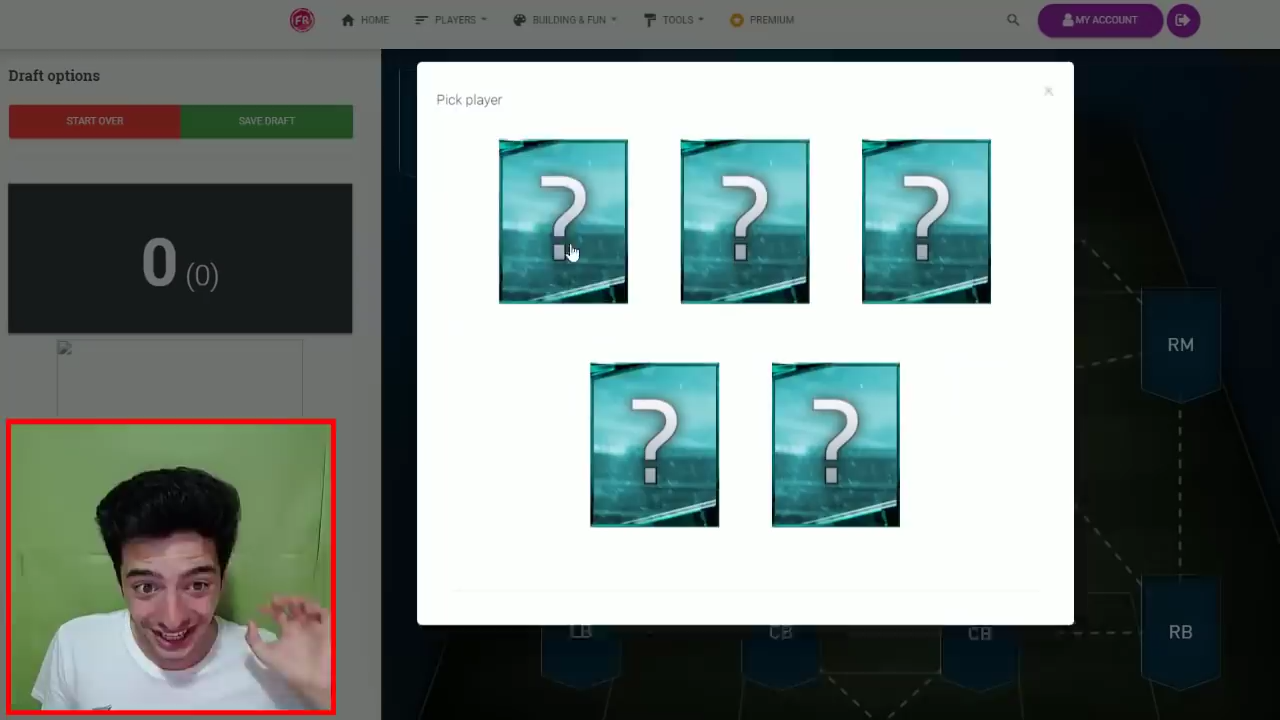 FB
HOME
PLAYERS
BUILDING & FUN
TOOLS
PREMIUM
MY ACCOUNT
Draft options
START OVER
SAVE DRAFT
0 (0)
Pick player
×
? ? ?
? ?
RM
LB
CB
CB
RB